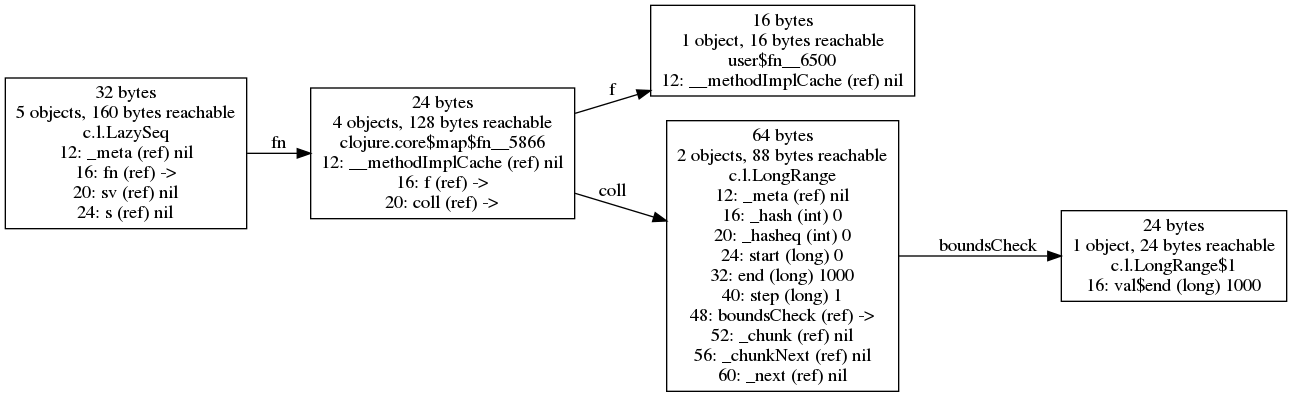 32 bytes
5 objects, 160 bytes reachable
c.l.LazySeq
12: _meta (ref) nil
16: fn (ref) ->
20: sv (ref) nil
24: s (ref) nil
fn
24 bytes
4 objects, 128 bytes reachable
clojure.core$map$fn__5866
12: __methodImplCache (ref) nil
16: f (ref) ->
20: coll (ref) ->
f
16 bytes
1 object, 16 bytes reachable
user$fn__6500
12: __methodImplCache (ref) nil
coll
64 bytes
2 objects, 88 bytes reachable
c.l.LongRange
12: _meta (ref) nil
16: _hash (int) 0
20: _hasheq (int) 0
24: start (long) 0
32: end (long) 1000
40: step (long) 1
48: boundsCheck (ref) ->
52: _chunk (ref) nil
56: _chunkNext (ref) nil
60: _next (ref) nil
boundsCheck
24 bytes
1 object, 24 bytes reachable
c.l.LongRange$1
16: val$end (long) 1000